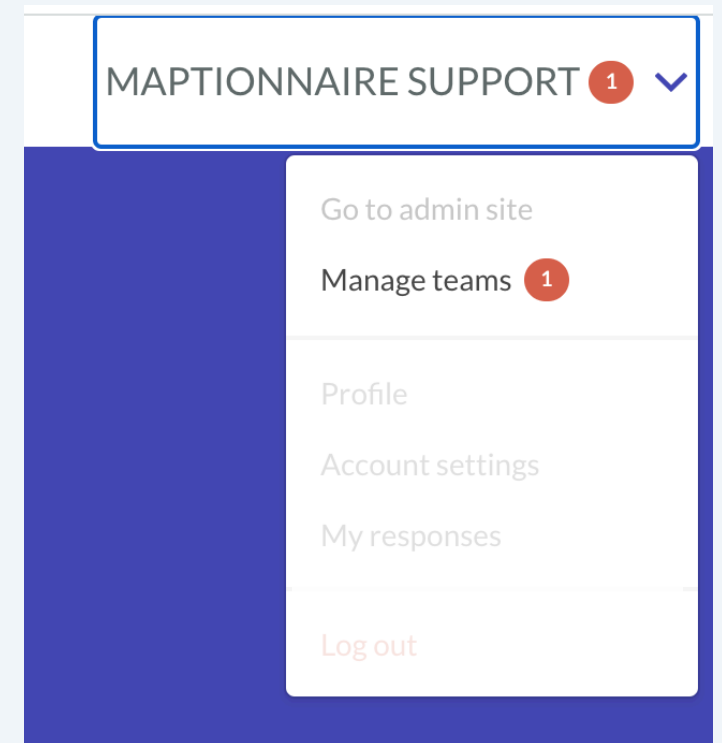 MAPTIONNAIRE SUPPORT 1
Go to admin site
Manage teams 1
Profile
Account settings
My responses
Log out